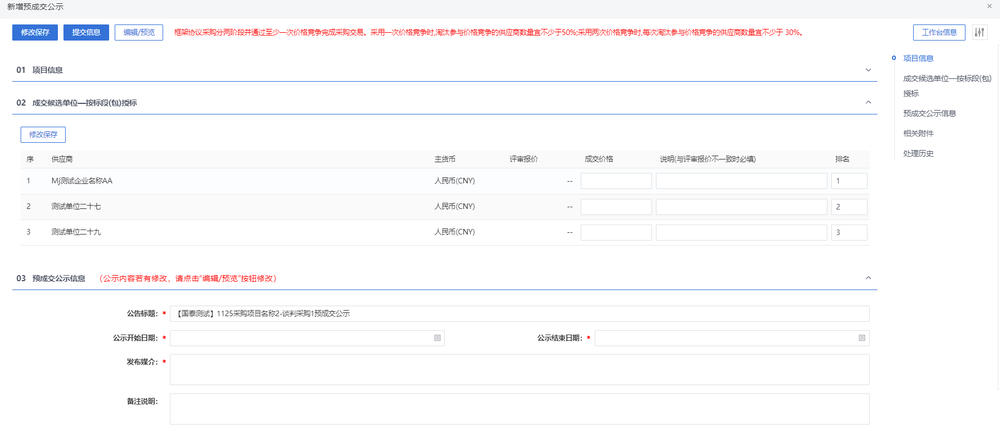 新增预成交公示 ×
修改保存 提交信息 编辑/预览 框架协议采购分两阶段并通过至少一次价格竞争完成采购交易。采用一次价格竞争时,淘汰参与价格竞争的供应商数量宜不少于50%;采用两次价格竞争时,每次淘汰参与价格竞争的供应商数量宜不少于 30%。 工作台信息
01 项目信息
02 成交候选单位—按标段(包)授标
修改保存
序 供应商 主货币 评审报价 成交价格 说明(与评审报价不一致时必填) 排名
1 Mj测试企业名称AA 人民币(CNY) -- 1
2 测试单位二十七 人民币(CNY) -- 2
3 测试单位二十九 人民币(CNY) -- 3
03 预成交公示信息 （公示内容若有修改，请点击“编辑/预览”按钮修改）
公告标题： * 【国泰测试】1125采购项目名称2-谈判采购1预成交公示
公示开始日期： * 公示结束日期： *
发布媒介： *
备注说明：
项目信息
成交候选单位—按标段(包)
授标
预成交公示信息
相关附件
处理历史